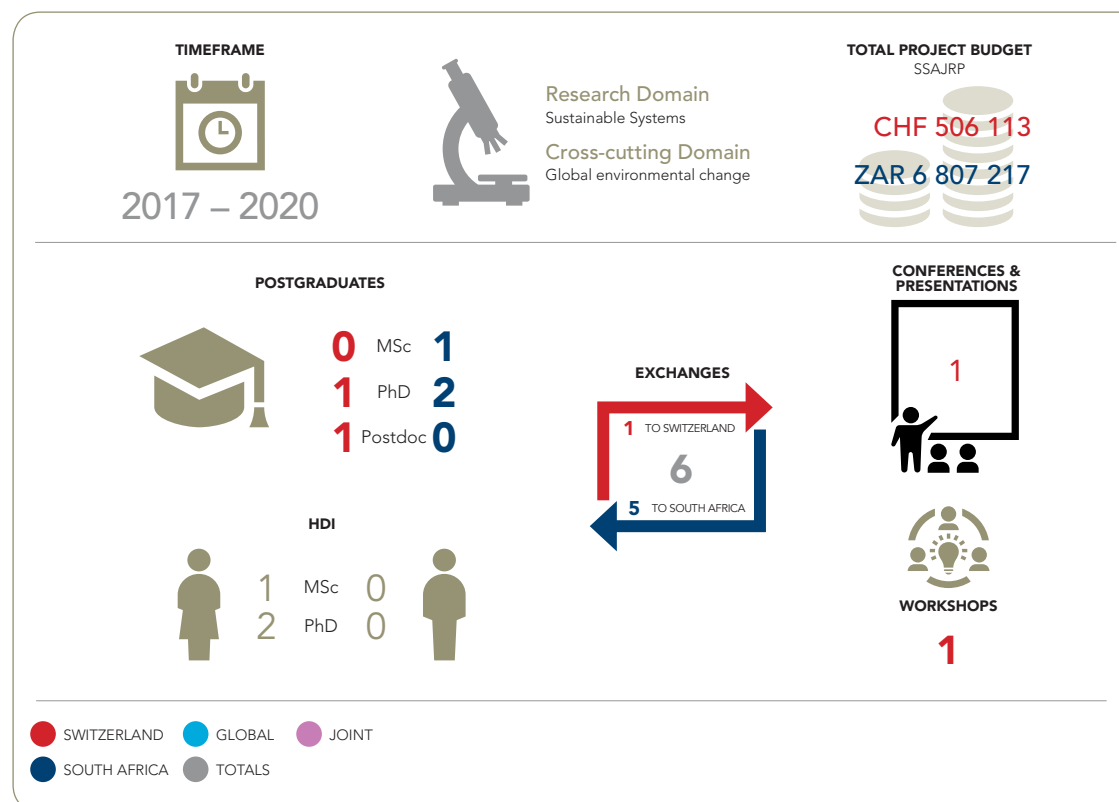 TIMEFRAME
2017 – 2020
Research Domain
Sustainable Systems
Cross-cutting Domain
Global environmental change
TOTAL PROJECT BUDGET
SSAJRP
CHF 506 113
ZAR 6 807 217
POSTGRADUATES
0 MSc 1
1 PhD 2
1 Postdoc 0
HDI
1 MSc 0
2 PhD 0
EXCHANGES
1 TO SWITZERLAND
6
5 TO SOUTH AFRICA
CONFERENCES &
PRESENTATIONS
1
WORKSHOPS
1
SWITZERLAND GLOBAL JOINT
SOUTH AFRICA TOTALS